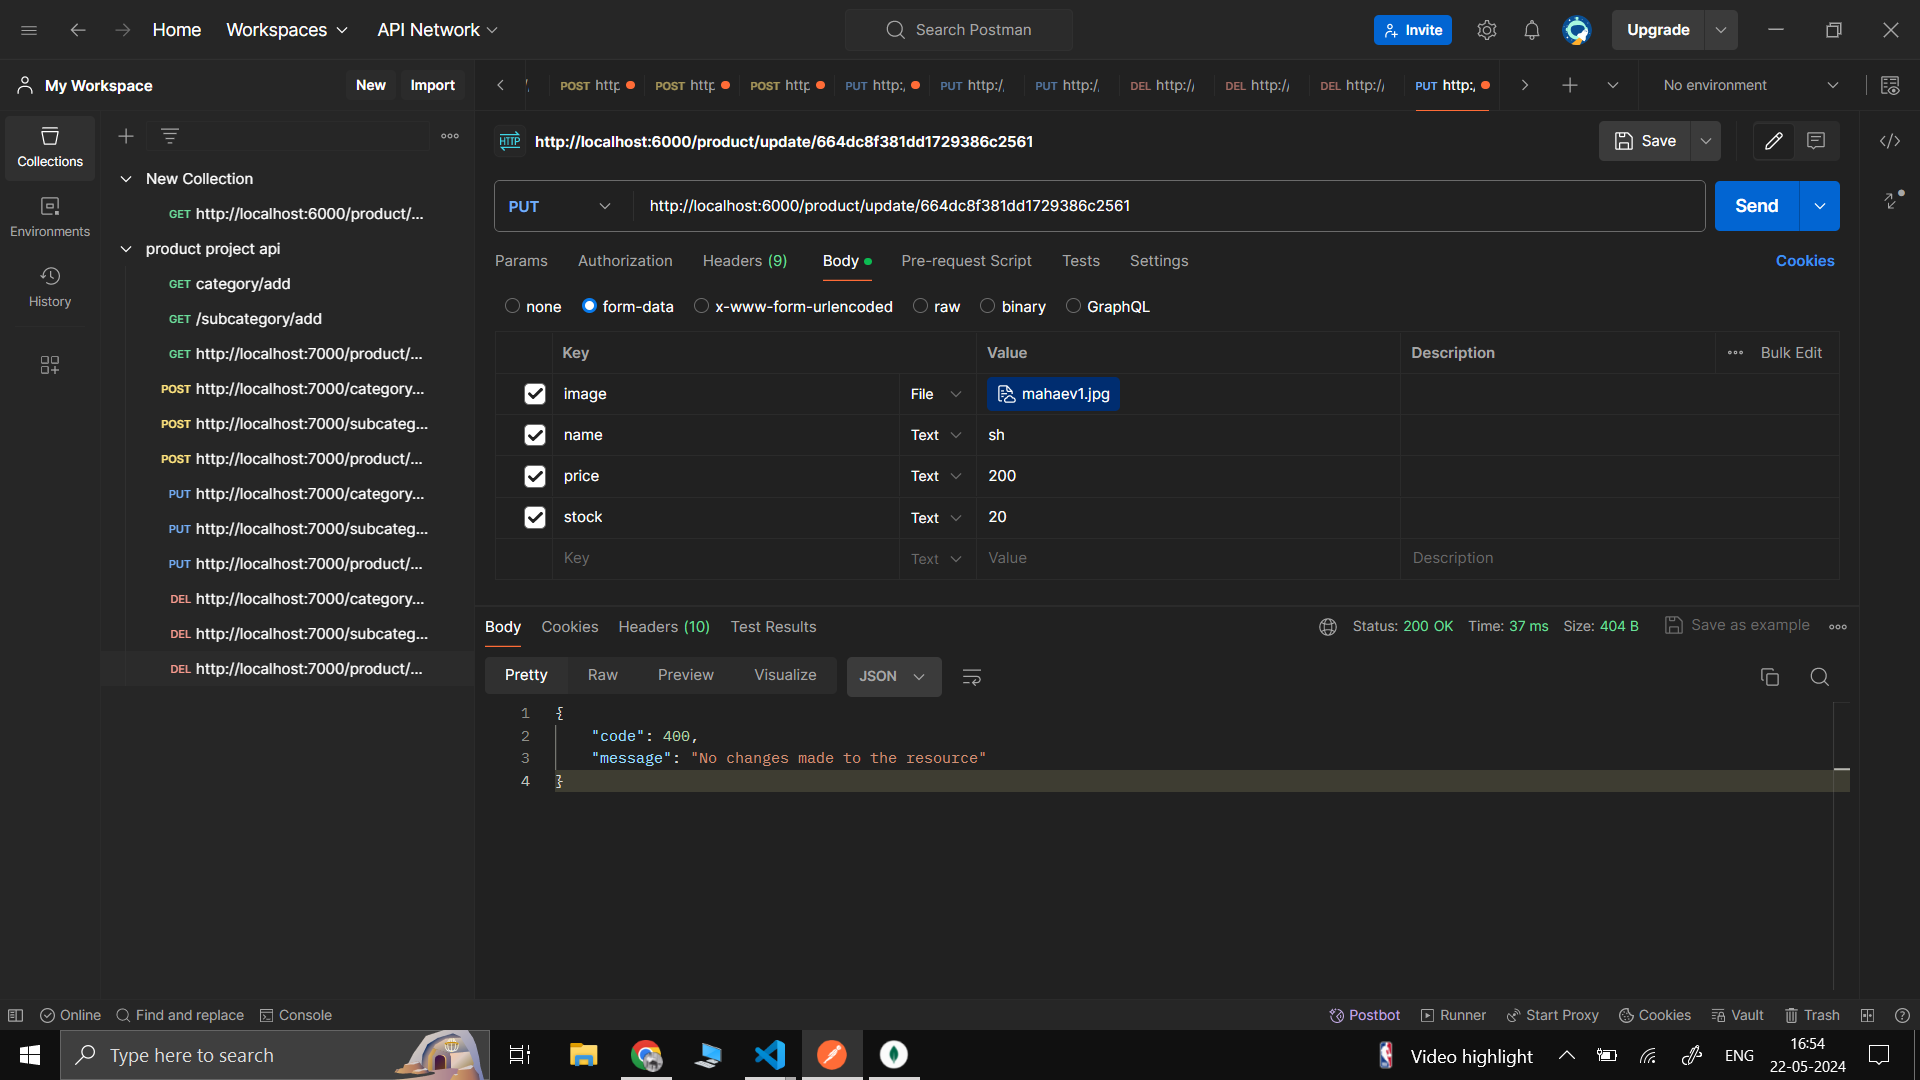 Home
Workspaces
API Network
Search Postman
Invite
Upgrade
My Workspace
New
Import
POST http
POST http
POST http
PUT http:,
PUT http:/,
PUT http:/,
DEL http://
DEL http://
DEL http://
PUT http:,
No environment
Collections
Environments
History
New Collection
GET http://localhost:6000/product/...
product project api
GET category/add
GET /subcategory/add
GET http://localhost:7000/product/...
POST http://localhost:7000/category...
POST http://localhost:7000/subcateg...
POST http://localhost:7000/product/...
PUT http://localhost:7000/category...
PUT http://localhost:7000/subcateg...
PUT http://localhost:7000/product/...
DEL http://localhost:7000/category...
DEL http://localhost:7000/subcateg...
DEL http://localhost:7000/product/...
HTTP http://localhost:6000/product/update/664dc8f381dd1729386c2561
Save
PUT http://localhost:6000/product/update/664dc8f381dd1729386c2561
Send
Params Authorization Headers (9) Body Pre-request Script Tests Settings
Cookies
none form-data x-www-form-urlencoded raw binary GraphQL
Key Value Description Bulk Edit
image File mahaev1.jpg
name Text sh
price Text 200
stock Text 20
Key Text Value Description
Body Cookies Headers (10) Test Results
Status: 200 OK Time: 37 ms Size: 404 B Save as example
Pretty Raw Preview Visualize JSON
1 {
2 "code": 400,
3 "message": "No changes made to the resource"
4 }
Online Find and replace Console
Postbot Runner Start Proxy Cookies Vault Trash
Type here to search
Video highlight
ENG
16:54
22-05-2024